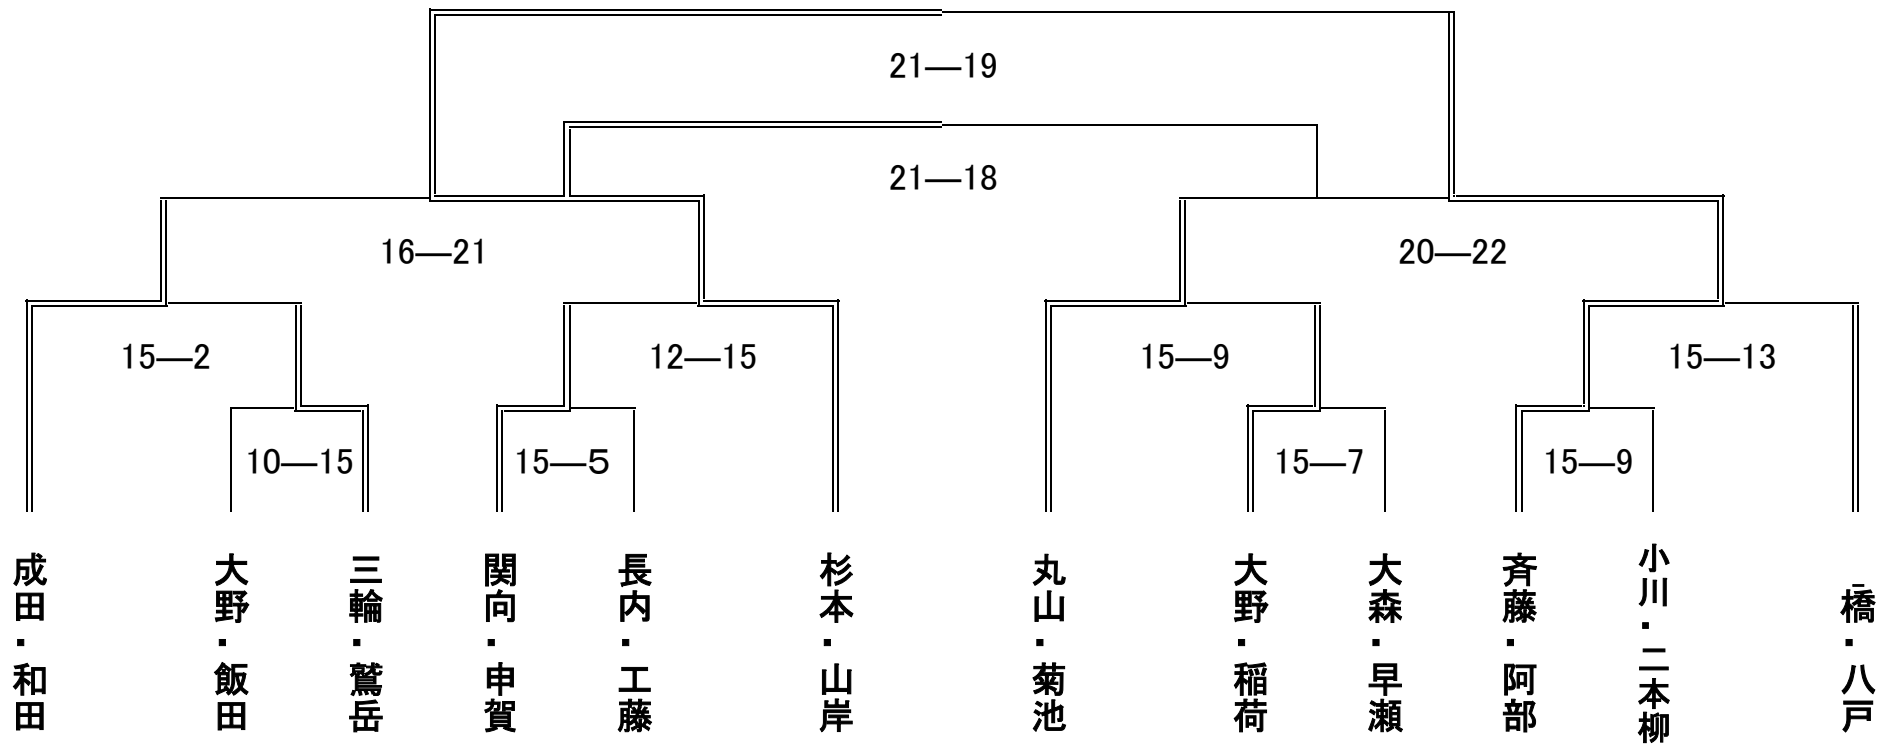 21―19
21―18
16―21
20―22
15―2
12―15
15―9
15―13
10―15
15―5
15―7
15―9
成田・和田
大野・飯田
三輪・鷲岳
関向・申賀
長内・工藤
杉本・山岸
丸山・菊池
大野・稲荷
大森・早瀬
斉藤・阿部
小川・二本柳
橋・八戸